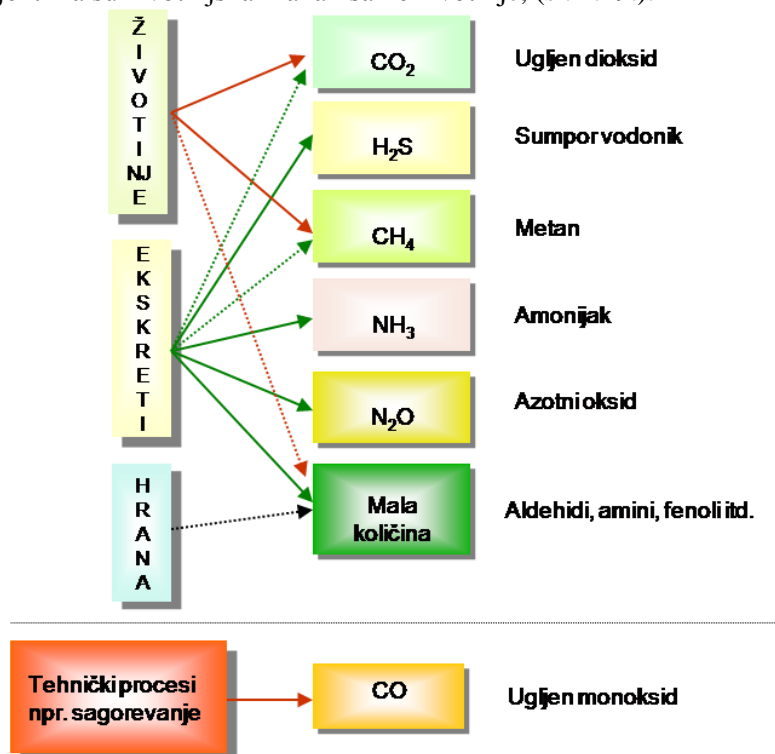 ŽIVOTINJE
CO₂
Ugljen dioksid
H₂S
Sumpor vodonik
CH₄
Metan
EKSKRETI
NH₃
Amonijak
N₂O
Azotni oksid
HRANA
Mala
količina
Aldehidi, amini, fenoli itd.
Tehnički procesi
npr. sagorevanje
CO
Ugljen monoksid